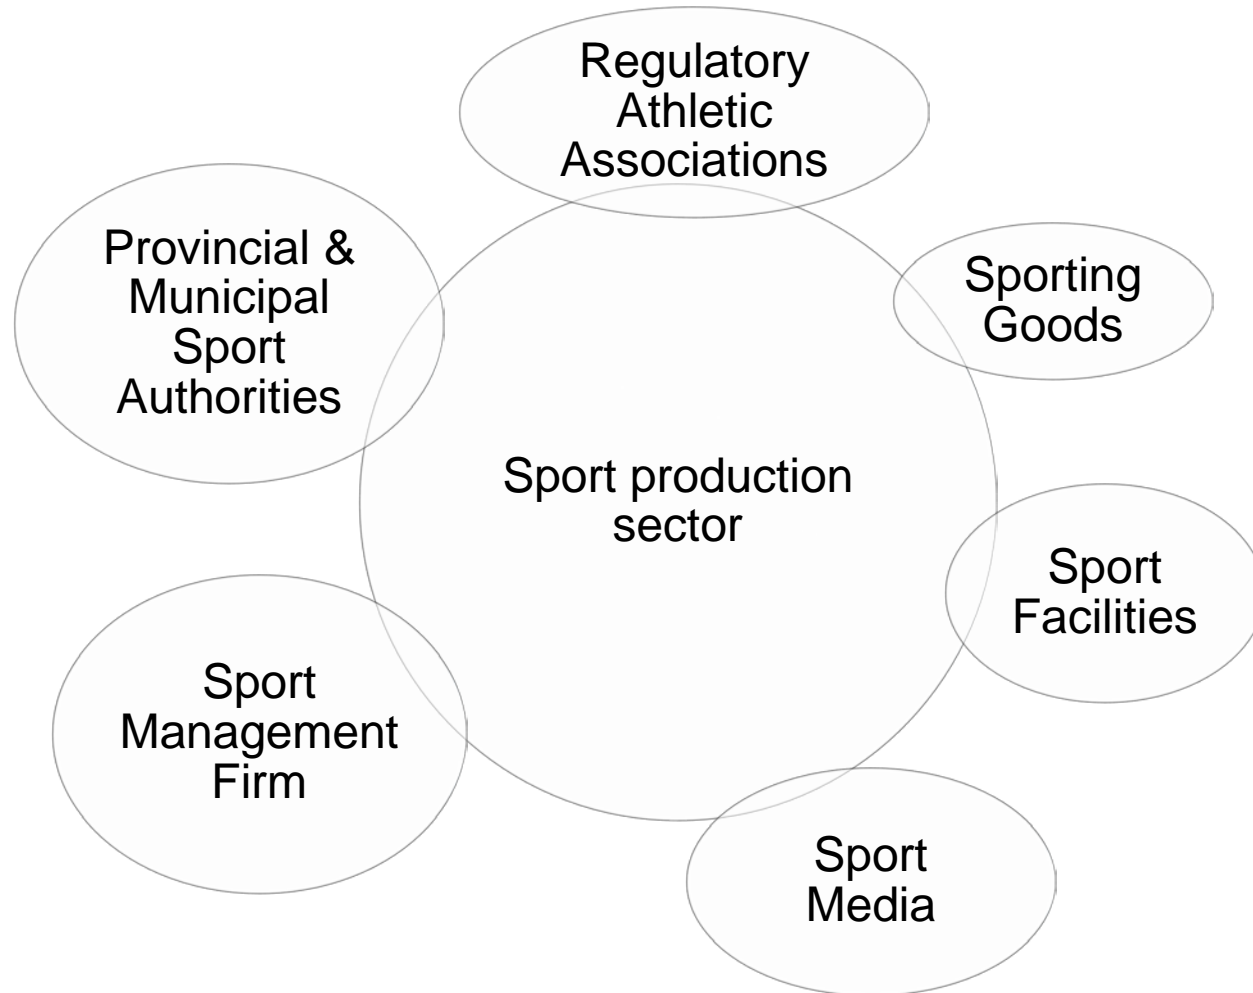 Regulatory
Athletic
Associations
Provincial &
Municipal
Sport
Authorities
Sporting
Goods
Sport production
sector
Sport
Facilities
Sport
Management
Firm
Sport
Media